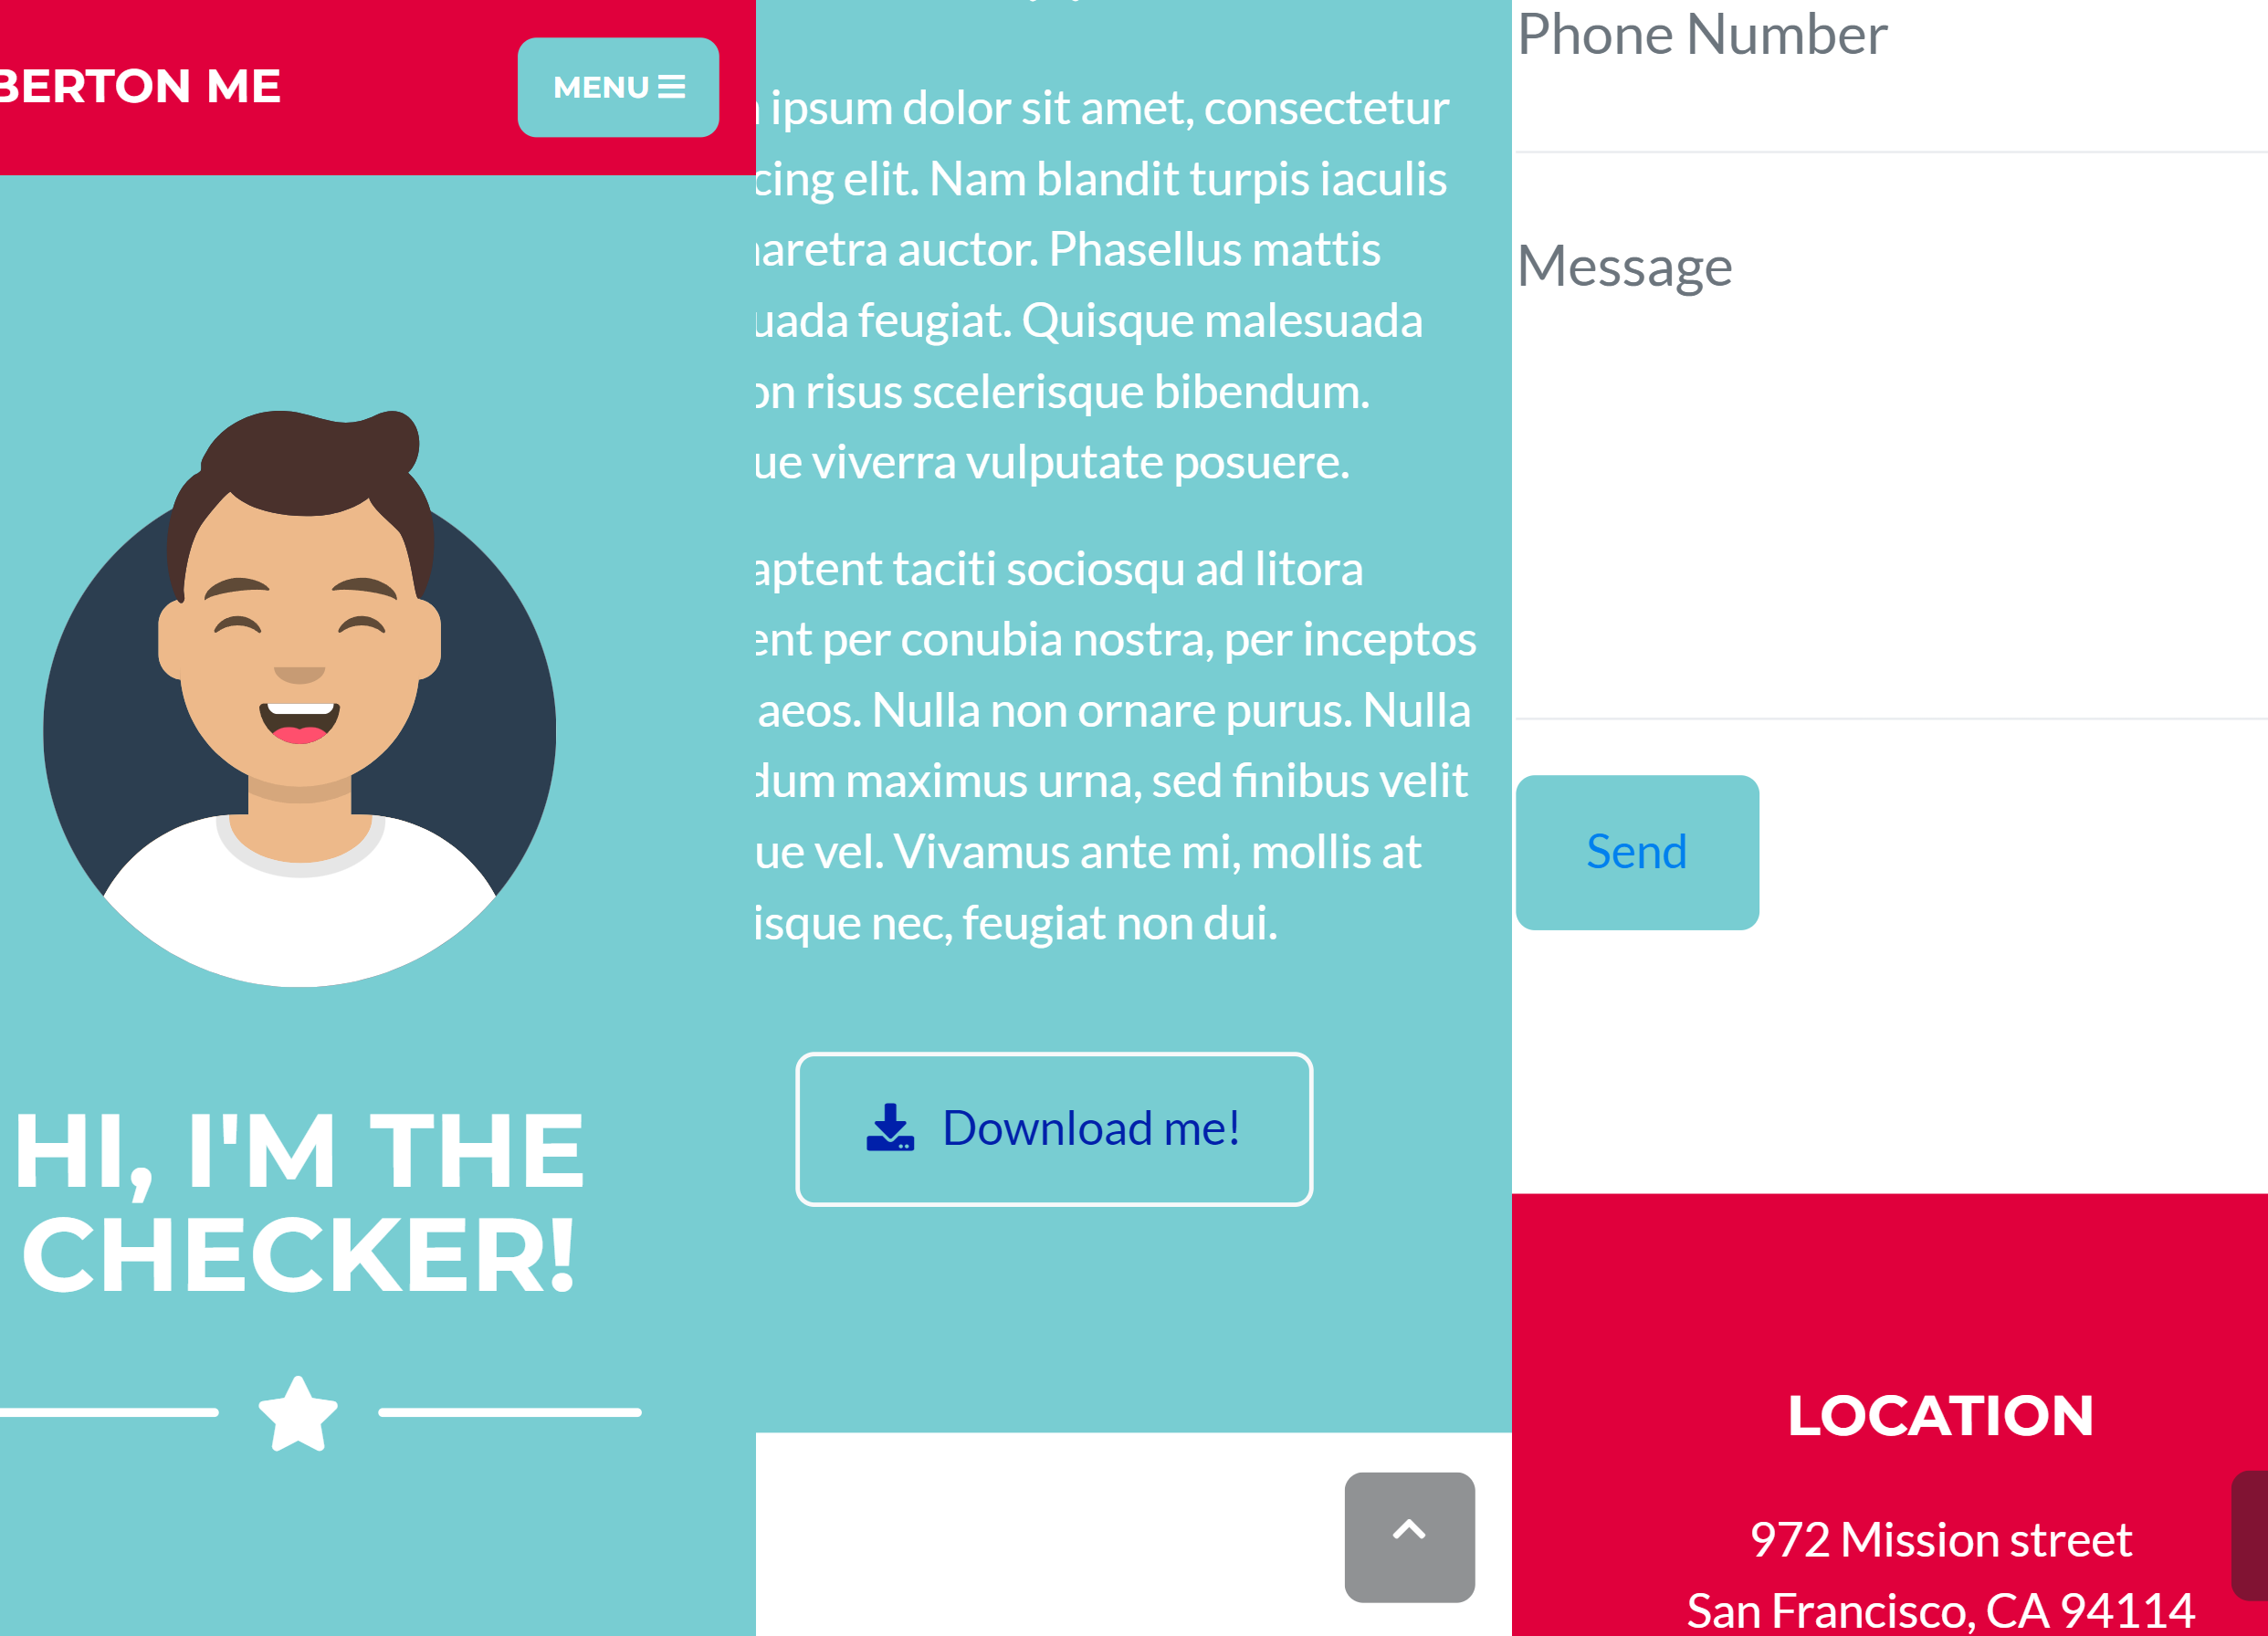 BERTON ME
MENU
HI, I'M THE
CHECKER!
ipsum dolor sit amet, consectetur
cing elit. Nam blandit turpis iaculis
aretra auctor. Phasellus mattis
uada feugiat. Quisque malesuada
on risus scelerisque bibendum.
ue viverra vulputate posuere.
aptent taciti sociosqu ad litora
ent per conubia nostra, per inceptos
aeos. Nulla non ornare purus. Nulla
dum maximus urna, sed finibus velit
ue vel. Vivamus ante mi, mollis at
isque nec, feugiat non dui.
Download me!
Phone Number
Message
Send
LOCATION
972 Mission street
San Francisco, CA 94114